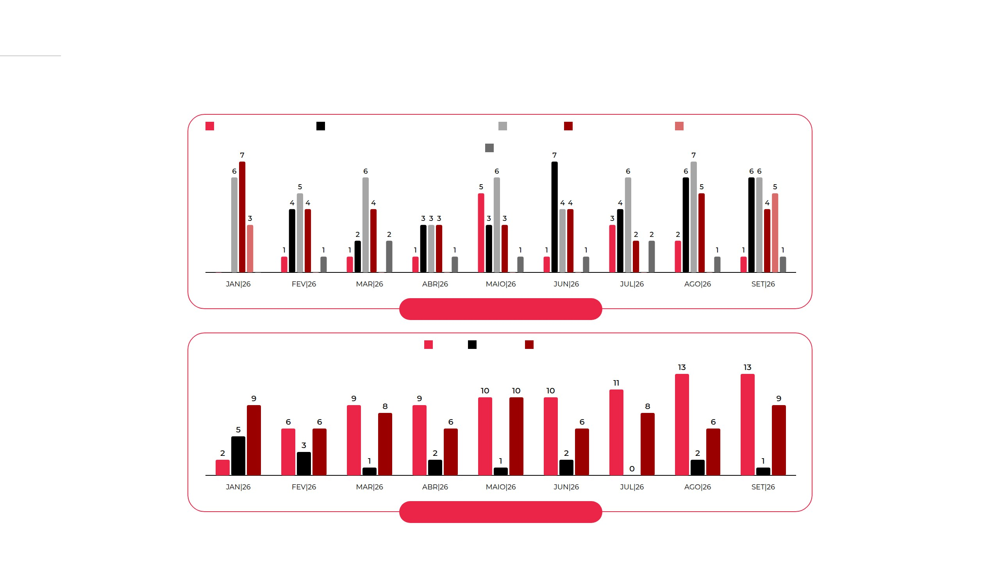 7 7 7
6 6 6 6 6 6 6
5 5 5 5
4 4 4 4 4 4 4
3 3 3 3 3 3 3
2 2 2 2 2
1 1 1 1 1 1 1 1 1 1
JAN|26 FEV|26 MAR|26 ABR|26 MAIO|26 JUN|26 JUL|26 AGO|26 SET|26
13 13
11
10 10 10
9 9 9 9
8 8
6 6 6 6 6
5
3
2 2 2 2
1 1 1
0
JAN|26 FEV|26 MAR|26 ABR|26 MAIO|26 JUN|26 JUL|26 AGO|26 SET|26